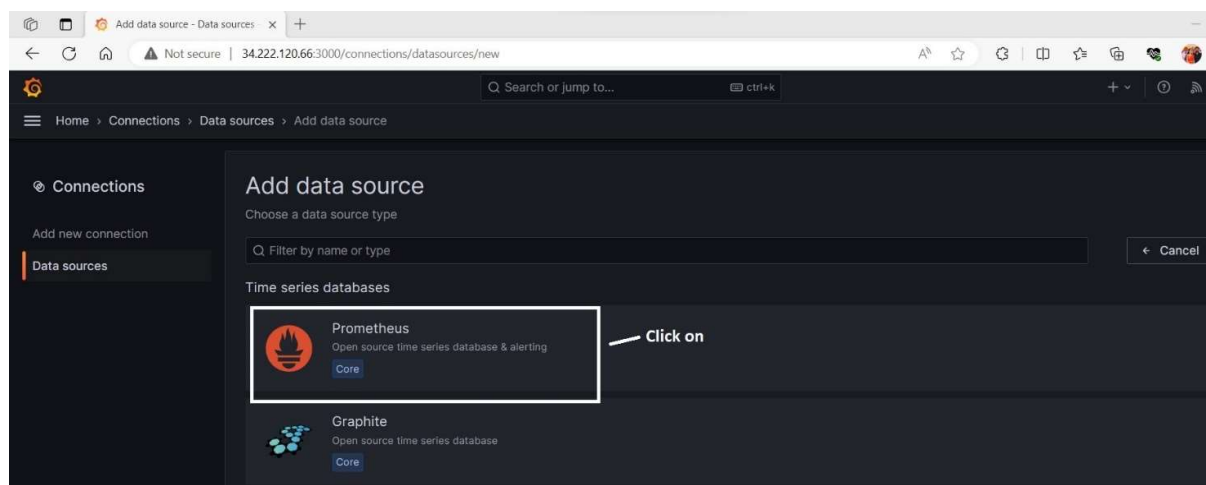 Add data source - Data sources -
Not secure | 34.222.120.66:3000/connections/datasources/new
Search or jump to... ctrl+k
Home > Connections > Data sources > Add data source
Connections
Add new connection
Data sources
Add data source
Choose a data source type
Filter by name or type
Cancel
Time series databases
Prometheus
Open source time series database & alerting
Core
Click on
Graphite
Open source time series database
Core